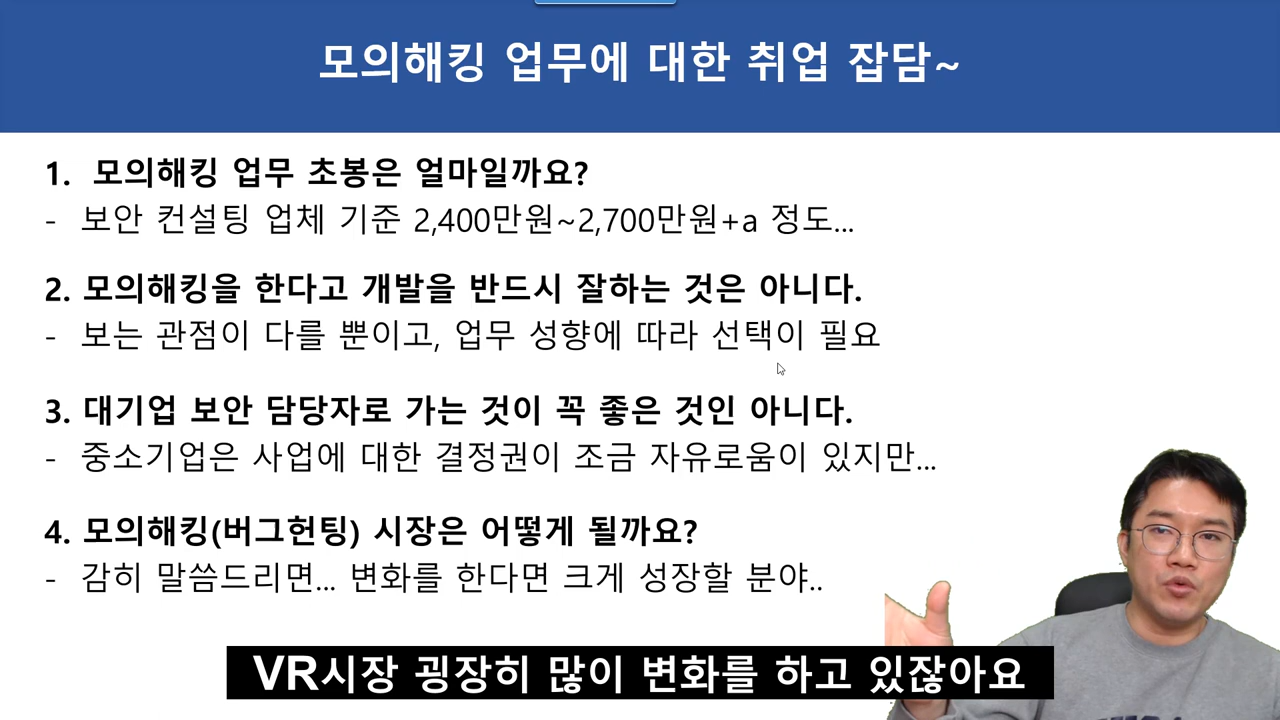 모의해킹 업무에 대한 취업 잡담~
1. 모의해킹 업무 초봉은 얼마일까요?
- 보안 컨설팅 업체 기준 2,400만원~2,700만원+a 정도...
2. 모의해킹을 한다고 개발을 반드시 잘하는 것은 아니다.
- 보는 관점이 다를 뿐이고, 업무 성향에 따라 선택이 필요
3. 대기업 보안 담당자로 가는 것이 꼭 좋은 것인 아니다.
- 중소기업은 사업에 대한 결정권이 조금 자유로움이 있지만...
4. 모의해킹(버그헌팅) 시장은 어떻게 될까요?
- 감히 말씀드리면... 변화를 한다면 크게 성장할 분야..
VR시장 굉장히 많이 변화를 하고 있잖아요